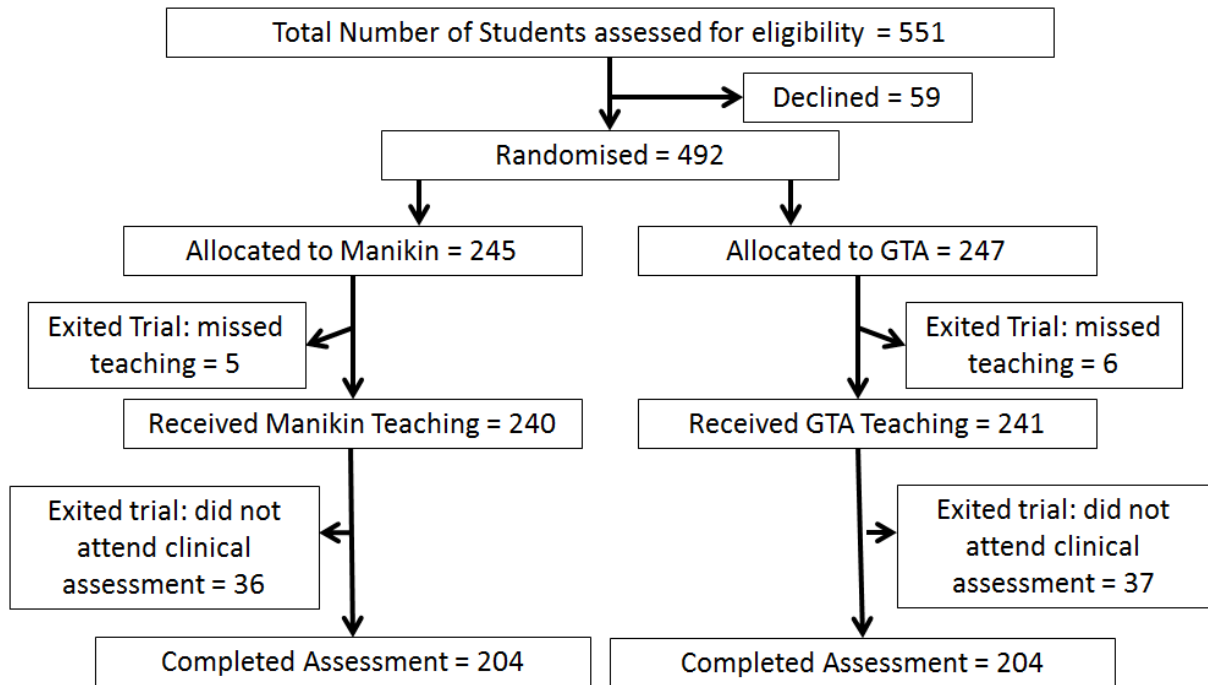 Total Number of Students assessed for eligibility = 551
Declined = 59
Randomised = 492
Allocated to Manikin = 245
Allocated to GTA = 247
Exited Trial: missed
teaching = 5
Exited Trial: missed
teaching = 6
Received Manikin Teaching = 240
Received GTA Teaching = 241
Exited trial: did not
attend clinical
assessment = 36
Exited trial: did not
attend clinical
assessment = 37
Completed Assessment = 204
Completed Assessment = 204